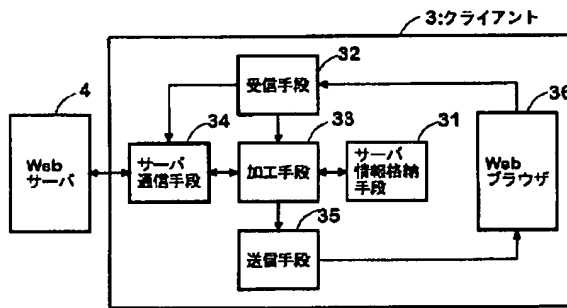 3:クライアント
32
受信手段
4
Web
サーバ
34
サーバ
通信手段
33
加工手段
31
サーバ
情報格納
手段
36
Web
ブラウザ
35
送信手段